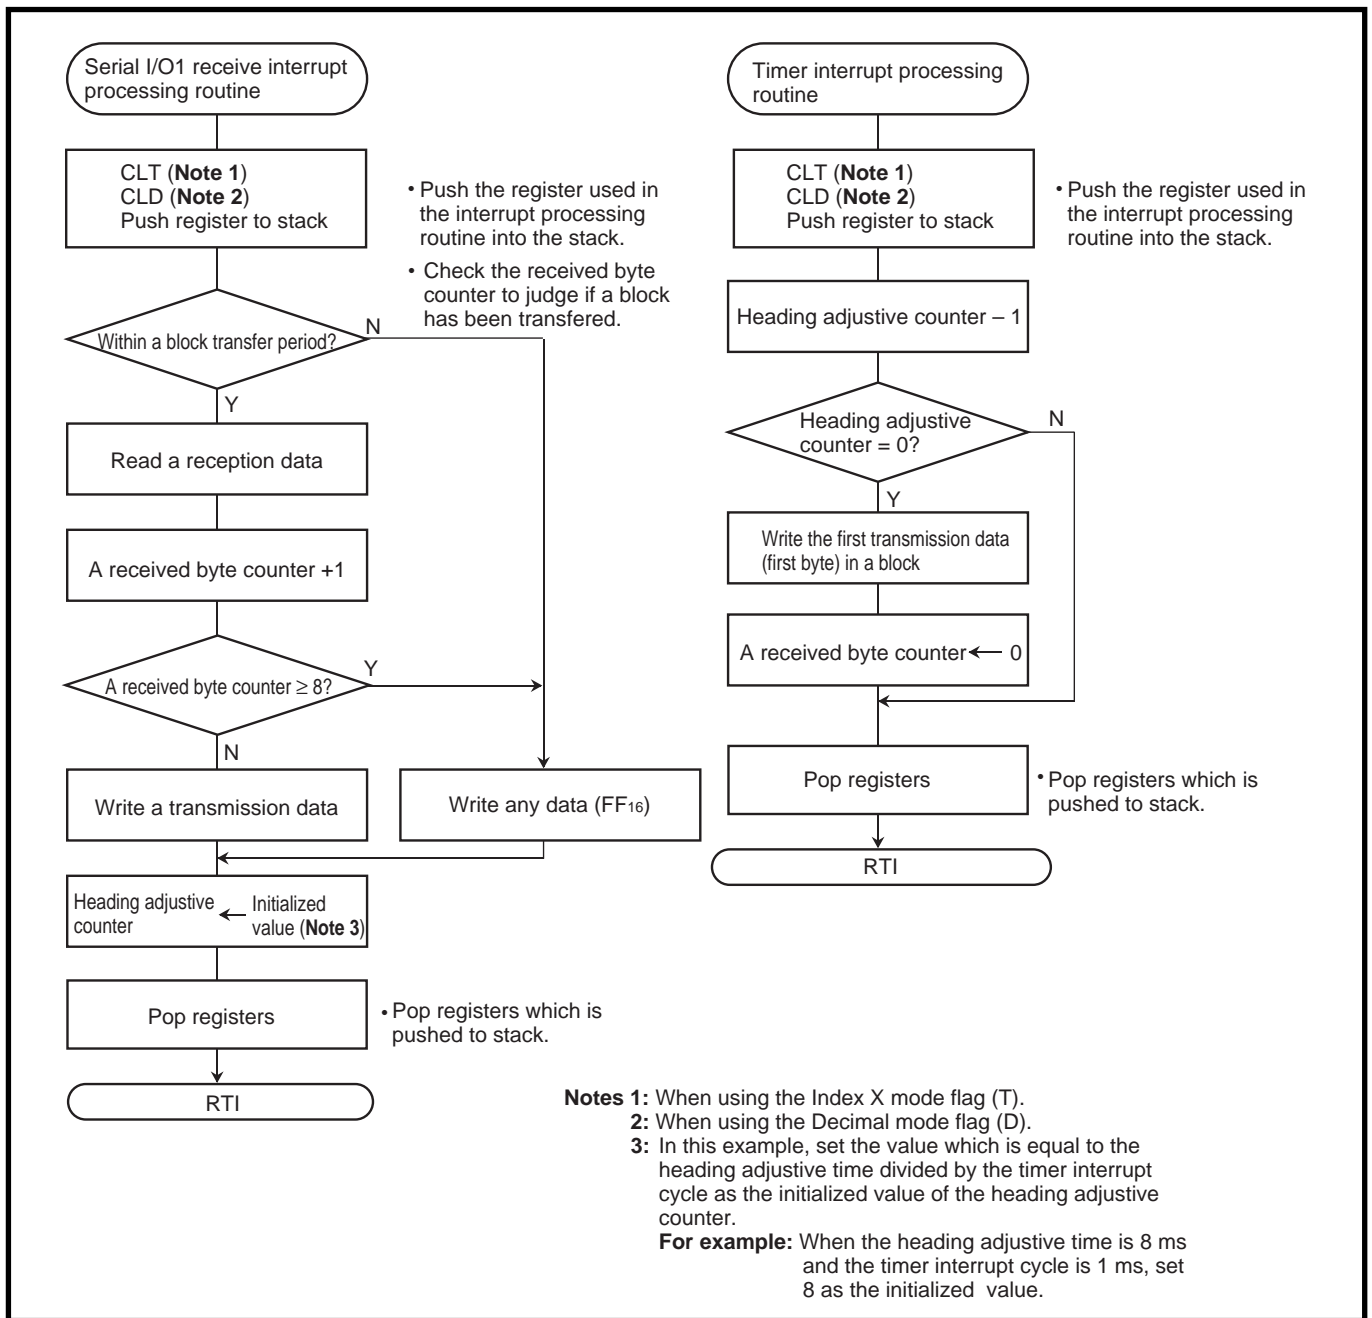 Serial I/O1 receive interrupt
processing routine
CLT (Note 1)
CLD (Note 2)
Push register to stack
• Push the register used in
the interrupt processing
routine into the stack.
• Check the received byte
counter to judge if a block
has been transfered.
Within a block transfer period?
N
Y
Read a reception data
A received byte counter +1
A received byte counter ≥ 8?
Y
N
Write a transmission data
Write any data (FF16)
Heading adjustive
counter
←
Initialized
value (Note 3)
Pop registers
• Pop registers which is
pushed to stack.
RTI
Timer interrupt processing
routine
CLT (Note 1)
CLD (Note 2)
Push register to stack
• Push the register used in
the interrupt processing
routine into the stack.
Heading adjustive counter – 1
Heading adjustive
counter = 0?
N
Y
Write the first transmission data
(first byte) in a block
A received byte counter ← 0
Pop registers
• Pop registers which is
pushed to stack.
RTI
Notes 1: When using the Index X mode flag (T).
2: When using the Decimal mode flag (D).
3: In this example, set the value which is equal to the
heading adjustive time divided by the timer interrupt
cycle as the initialized value of the heading adjustive
counter.
For example: When the heading adjustive time is 8 ms
and the timer interrupt cycle is 1 ms, set
8 as the initialized value.